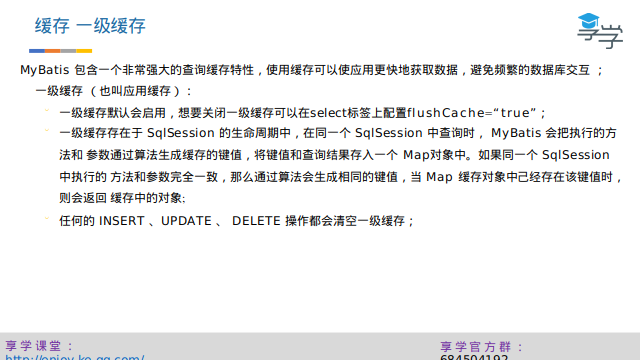 缓存 一级缓存
享学
MyBatis 包含一个非常强大的查询缓存特性，使用缓存可以使应用更快地获取数据，避免频繁的数据库交互 ；
一级缓存 （ 也叫应用缓存 ） ：
一级缓存默认会启用，想要关闭一级缓存可以在select标签上配置flushCache=“true”；
一级缓存存在于 SqlSession 的生命周期中，在同一个 SqlSession 中查询时， MyBatis 会把执行的方
法和 参数通过算法生成缓存的键值，将键值和查询结果存入一个 Map对象中。如果同一个 SqlSession
中执行的 方法和参数完全一致，那么通过算法会生成相同的键值，当 Map 缓存对象中己经存在该键值时，
则会返回 缓存中的对象;
任何的 INSERT 、UPDATE 、 DELETE 操作都会清空一级缓存；
享学课堂 ：
http://enjoy.ke.qq.com/
享学官方群 ：
684504192